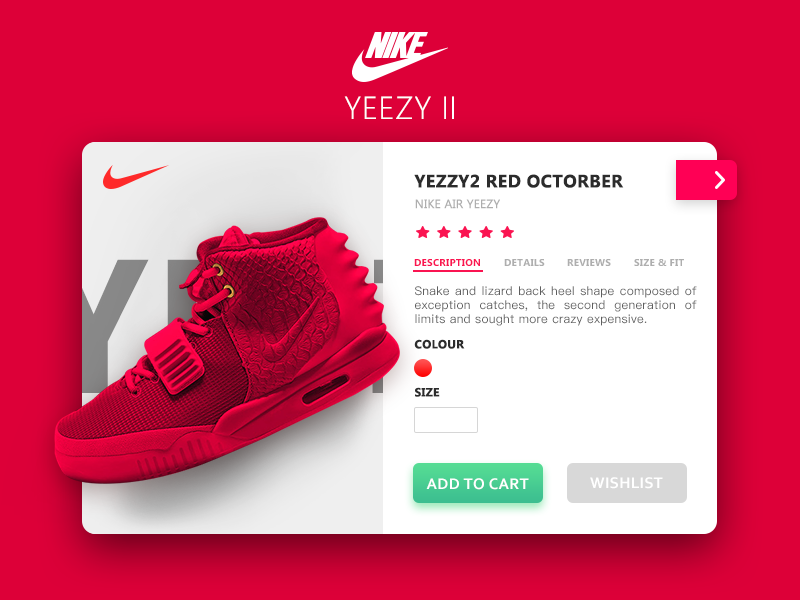 NIKE
YEEZY II
YEZZY2 RED OCTORBER
NIKE AIR YEEZY
DESCRIPTION DETAILS REVIEWS SIZE & FIT
Snake and lizard back heel shape composed of
exception catches, the second generation of
limits and sought more crazy expensive.
COLOUR
SIZE
ADD TO CART WISHLIST